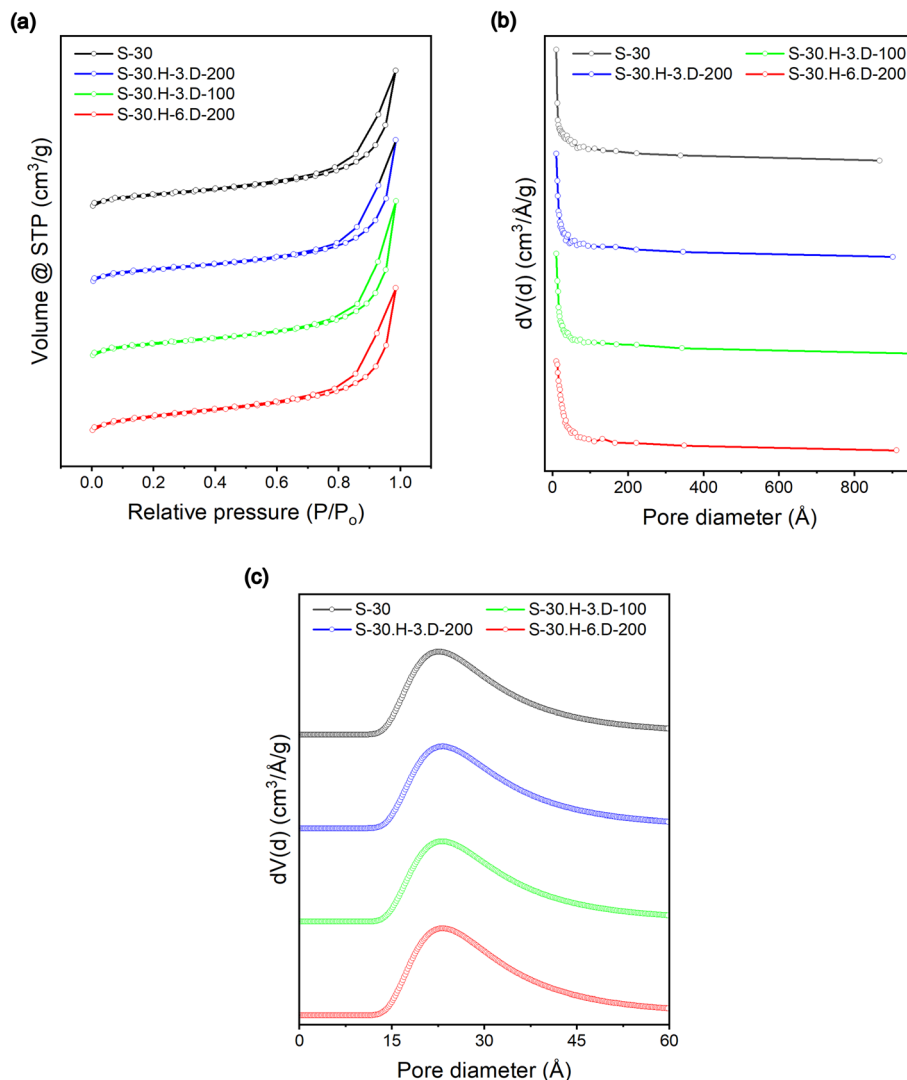 (a)
S-30
S-30.H-3.D-200
S-30.H-3.D-100
S-30.H-6.D-200
Volume @ STP (cm³/g)
0.0 0.2 0.4 0.6 0.8 1.0
Relative pressure (P/Pₒ)
(b)
S-30 S-30.H-3.D-100
S-30.H-3.D-200 S-30.H-6.D-200
dV(d) (cm³/Å/g)
0 200 400 600 800
Pore diameter (Å)
(c)
S-30 S-30.H-3.D-100
S-30.H-3.D-200 S-30.H-6.D-200
dV(d) (cm³/Å/g)
0 15 30 45 60
Pore diameter (Å)